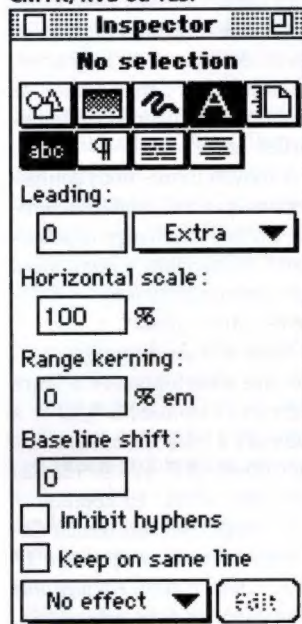 Inspector
No selection
A
abc ¶
Leading:
0 Extra
Horizontal scale:
100 %
Range kerning:
0 % em
Baseline shift:
0
Inhibit hyphens
Keep on same line
No effect Edit